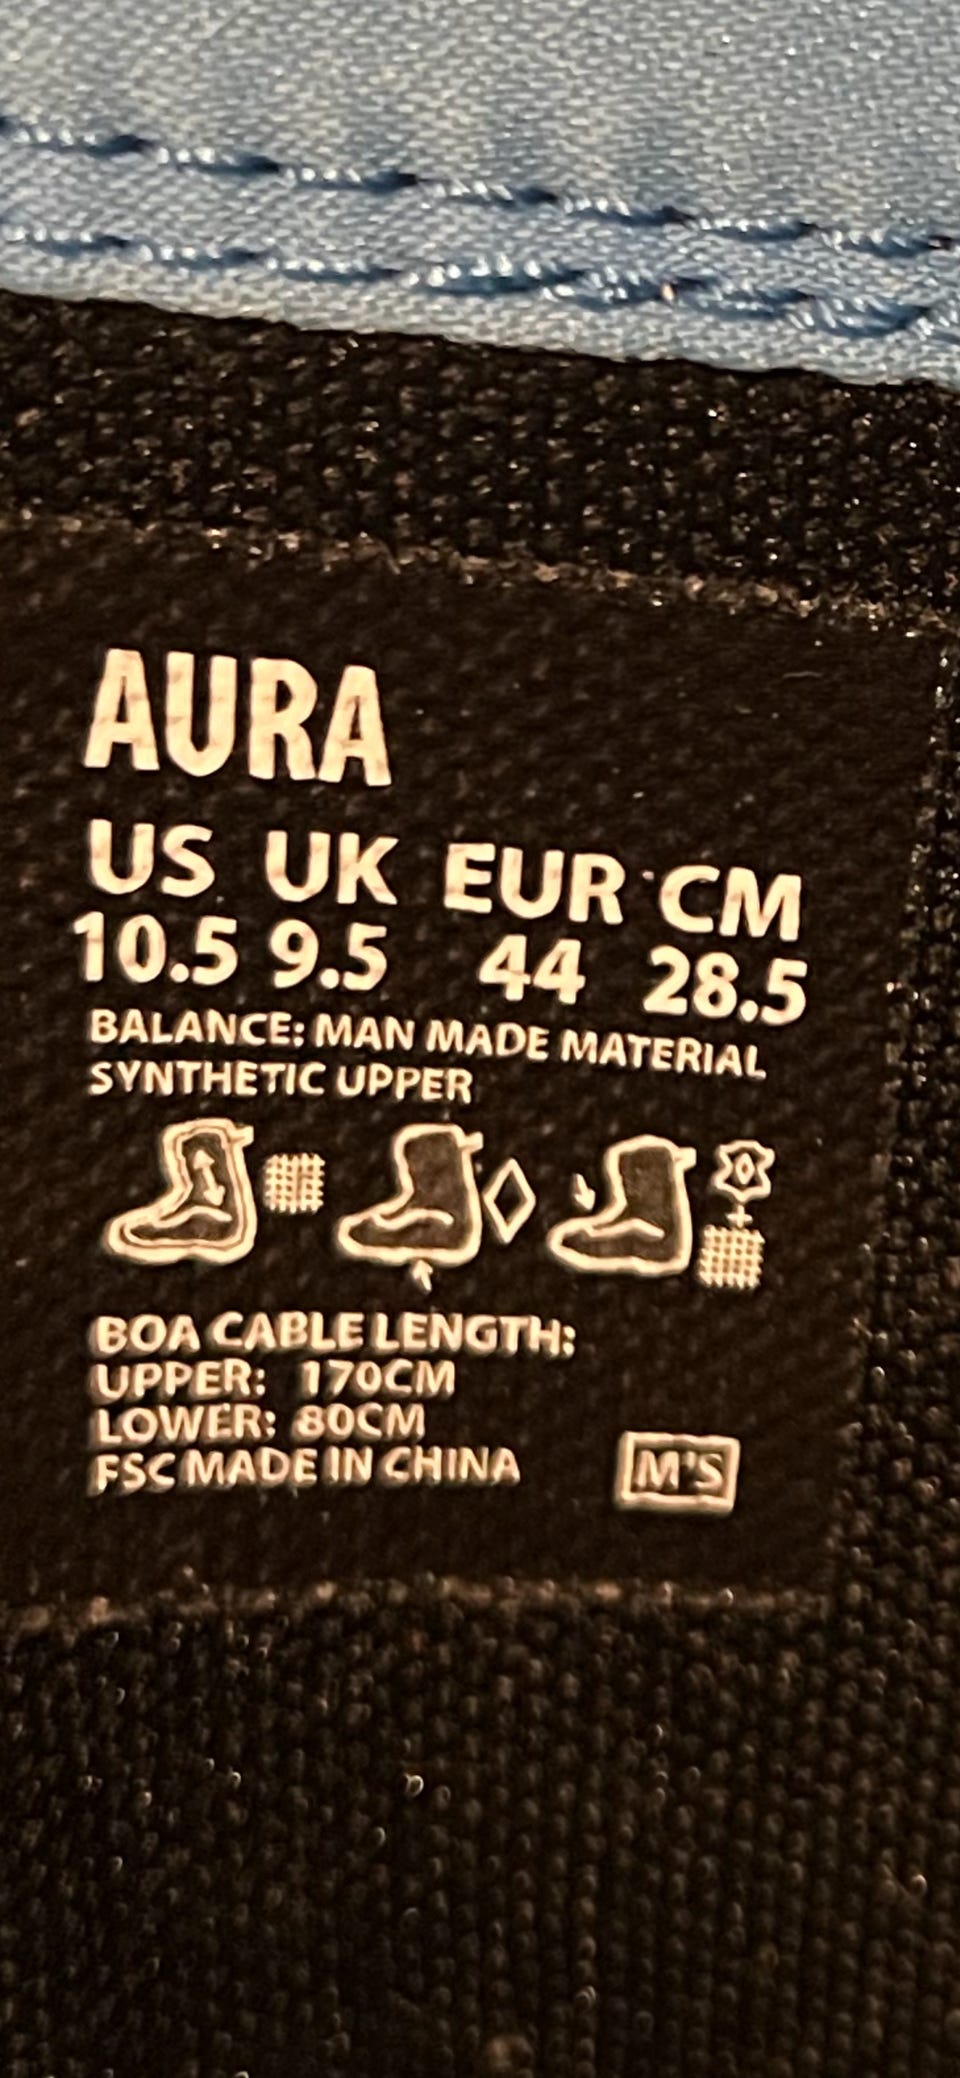 AURA
US UK EUR CM
10.5 9.5 44 28.5
BALANCE: MAN MADE MATERIAL
SYNTHETIC UPPER
BOA CABLE LENGTH:
UPPER: 170CM
LOWER: 80CM
FSC MADE IN CHINA
M'S